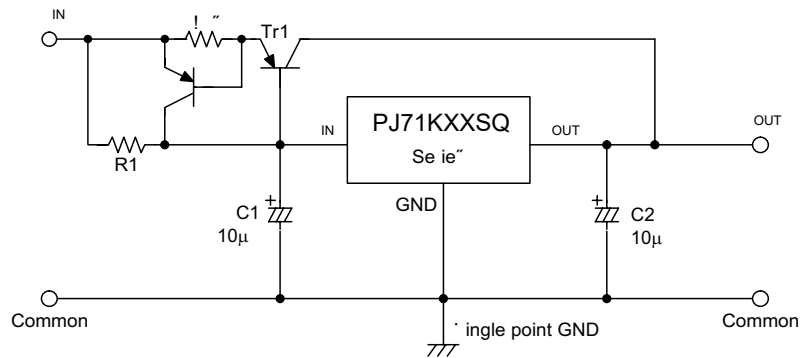 IN
Tr1
R1
IN
PJ71KXXSQ
OUT
OUT
GND
C1
10μ
C2
10μ
Common
ingle point GND
Common